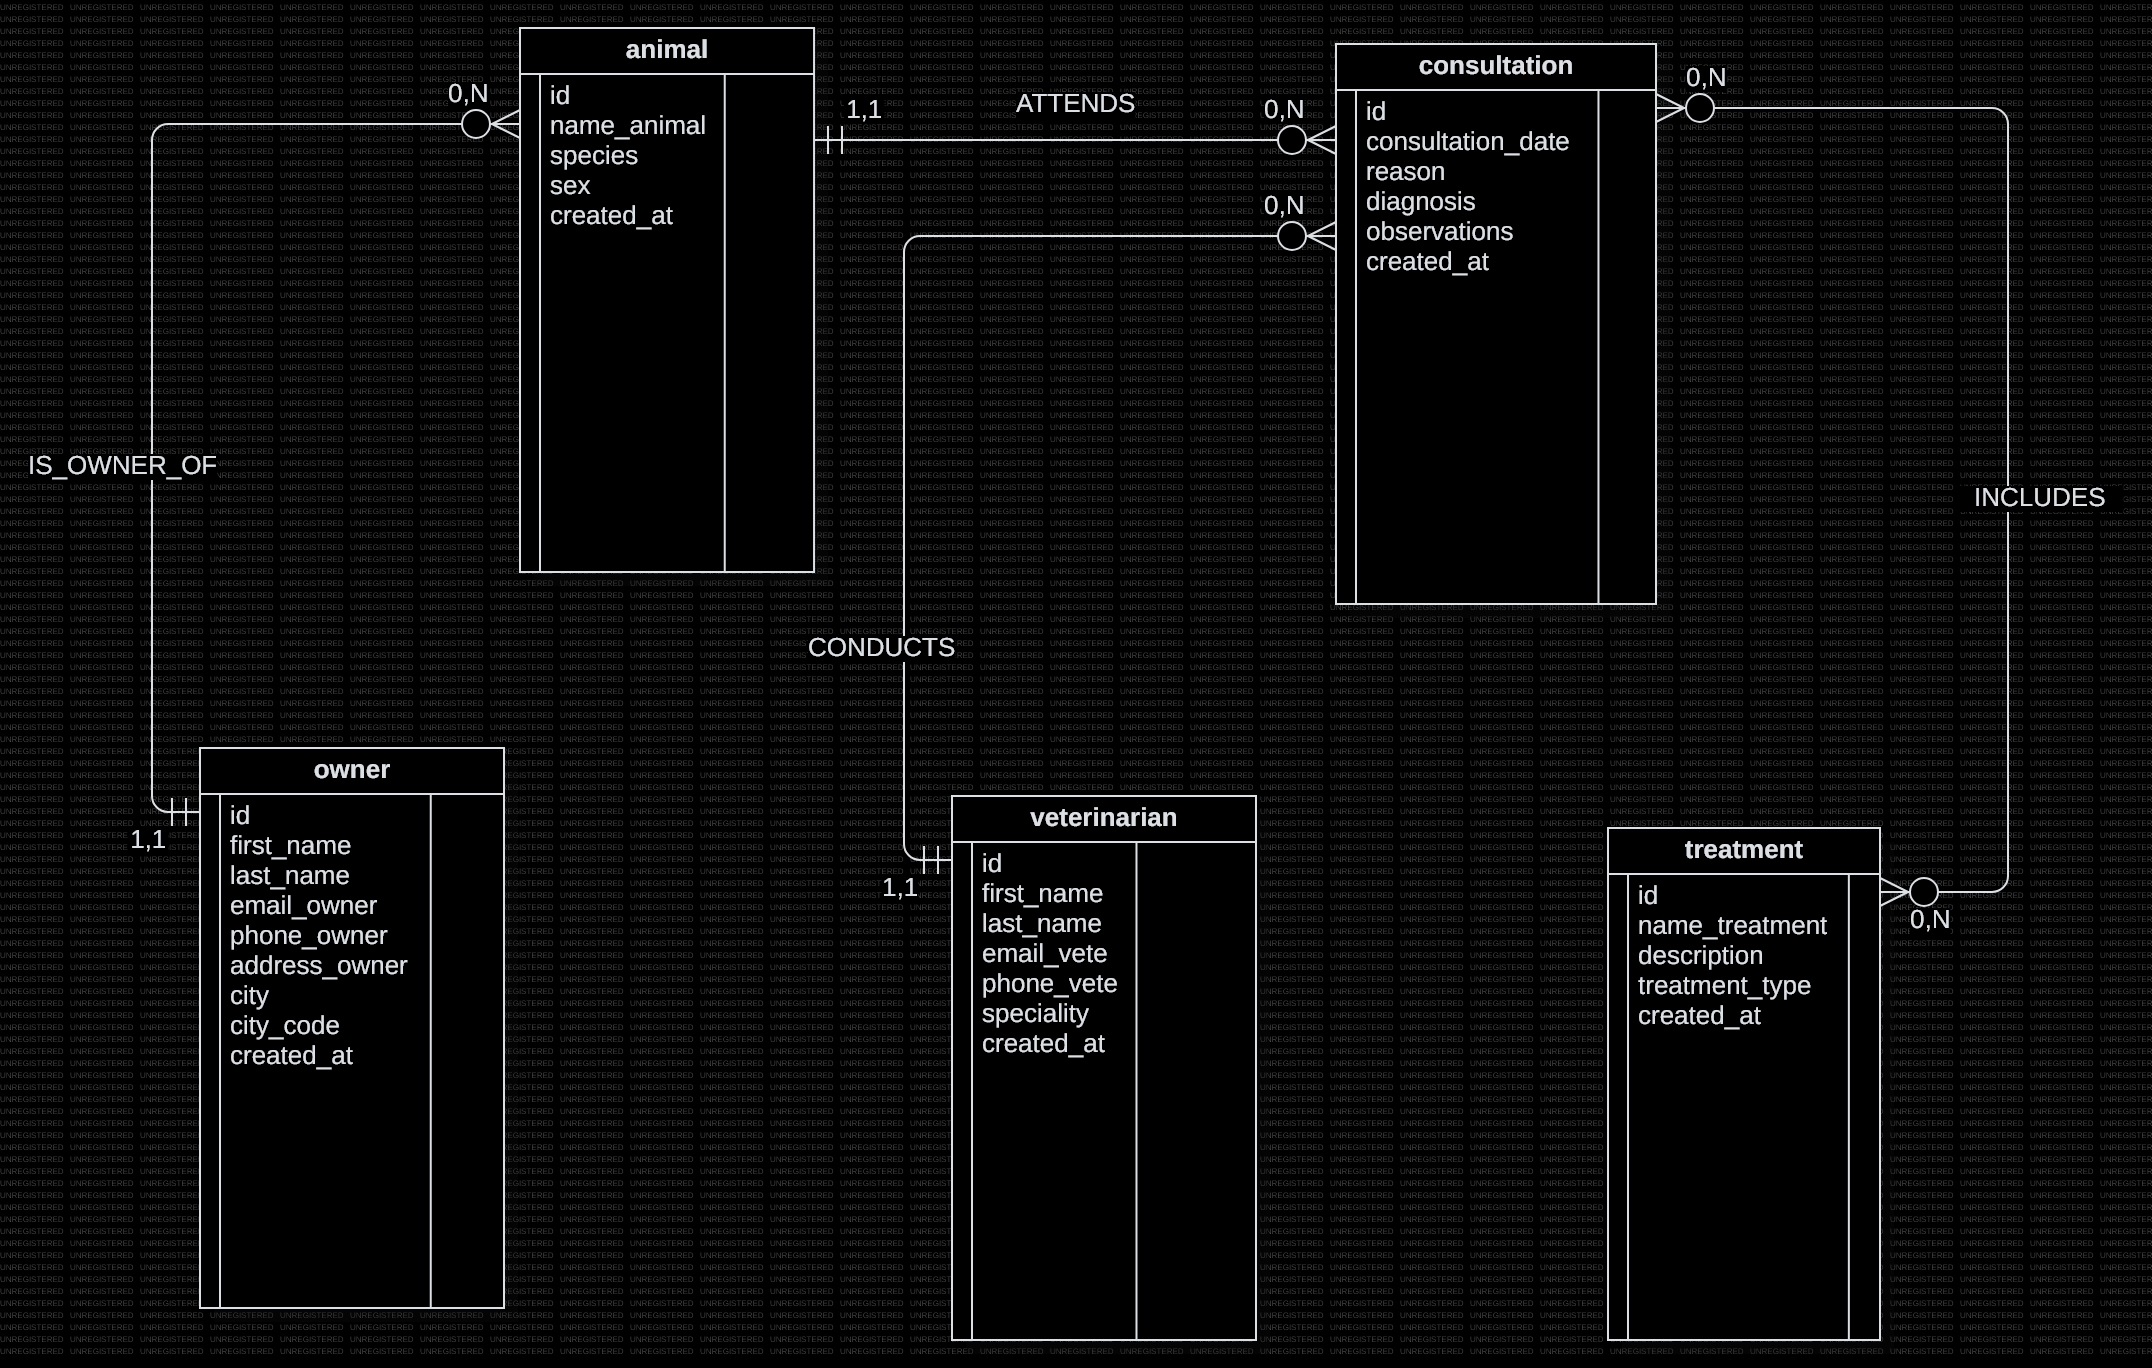 animal
id
name_animal
species
sex
created_at
0,N
1,1
ATTENDS
0,N
0,N
consultation
id
consultation_date
reason
diagnosis
observations
created_at
0,N
IS_OWNER_OF
INCLUDES
CONDUCTS
owner
id
first_name
last_name
email_owner
phone_owner
address_owner
city
city_code
created_at
1,1
veterinarian
id
first_name
last_name
email_vete
phone_vete
speciality
created_at
1,1
treatment
id
name_treatment
description
treatment_type
created_at
0,N
UNREGISTERED